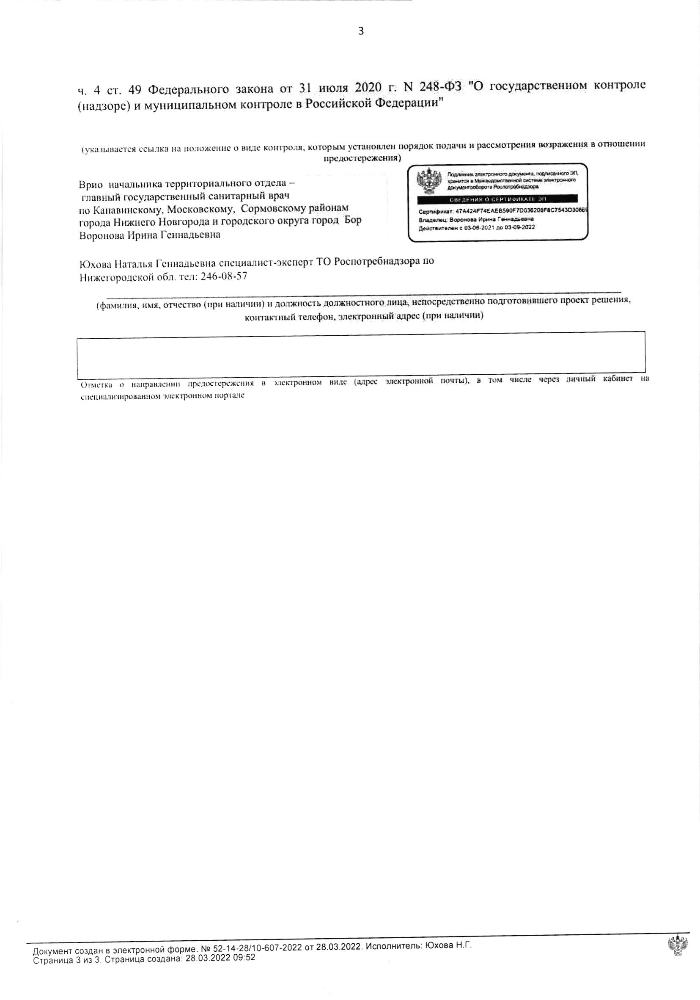 3
ч. 4 ст. 49 Федерального закона от 31 июля 2020 г. N 248-ФЗ "О государственном контроле
(надзоре) и муниципальном контроле в Российской Федерации"
(указывается ссылка на положение о виде контроля, которым установлен порядок подачи и рассмотрения возражения в отношении
предостережения)
Врио начальника территориального отдела –
главный государственный санитарный врач
по Канавинскому, Московскому, Сормовскому районам
города Нижнего Новгорода и городского округа город Бор
Воронова Ирина Геннадьевна
Подлинник электронного документа, подписанного ЭП,
хранится в Межведомственной системе электронного
документооборота Роспотребнадзора
СВЕДЕНИЯ О СЕРТИФИКАТЕ ЭП
Сертификат:
Владелец: Воронова Ирина Геннадьевна
Действителен с 03-06-2021 до 03-09-2022
Юхова Наталья Геннадьевна специалист-эксперт ТО Роспотребнадзора по
Нижегородской обл. тел: 246-08-57
(фамилия, имя, отчество (при наличии) и должность должностного лица, непосредственно подготовившего проект решения,
контактный телефон, электронный адрес (при наличии)
Отметка о направлении предостережения в электронном виде (адрес электронной почты), в том числе через личный кабинет на
специализированном электронном портале
Документ создан в электронной форме. № 52-14-28/10-607-2022 от 28.03.2022. Исполнитель: Юхова Н.Г.
Страница 3 из 3. Страница создана: 28.03.2022 09:52